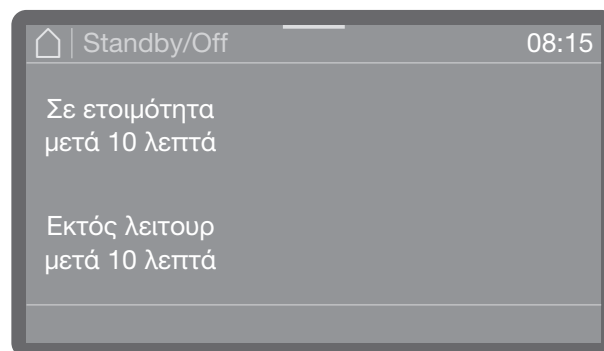 Standby/Off 08:15
Σε ετοιμότητα
μετά 10 λεπτά
Εκτός λειτουρ
μετά 10 λεπτά